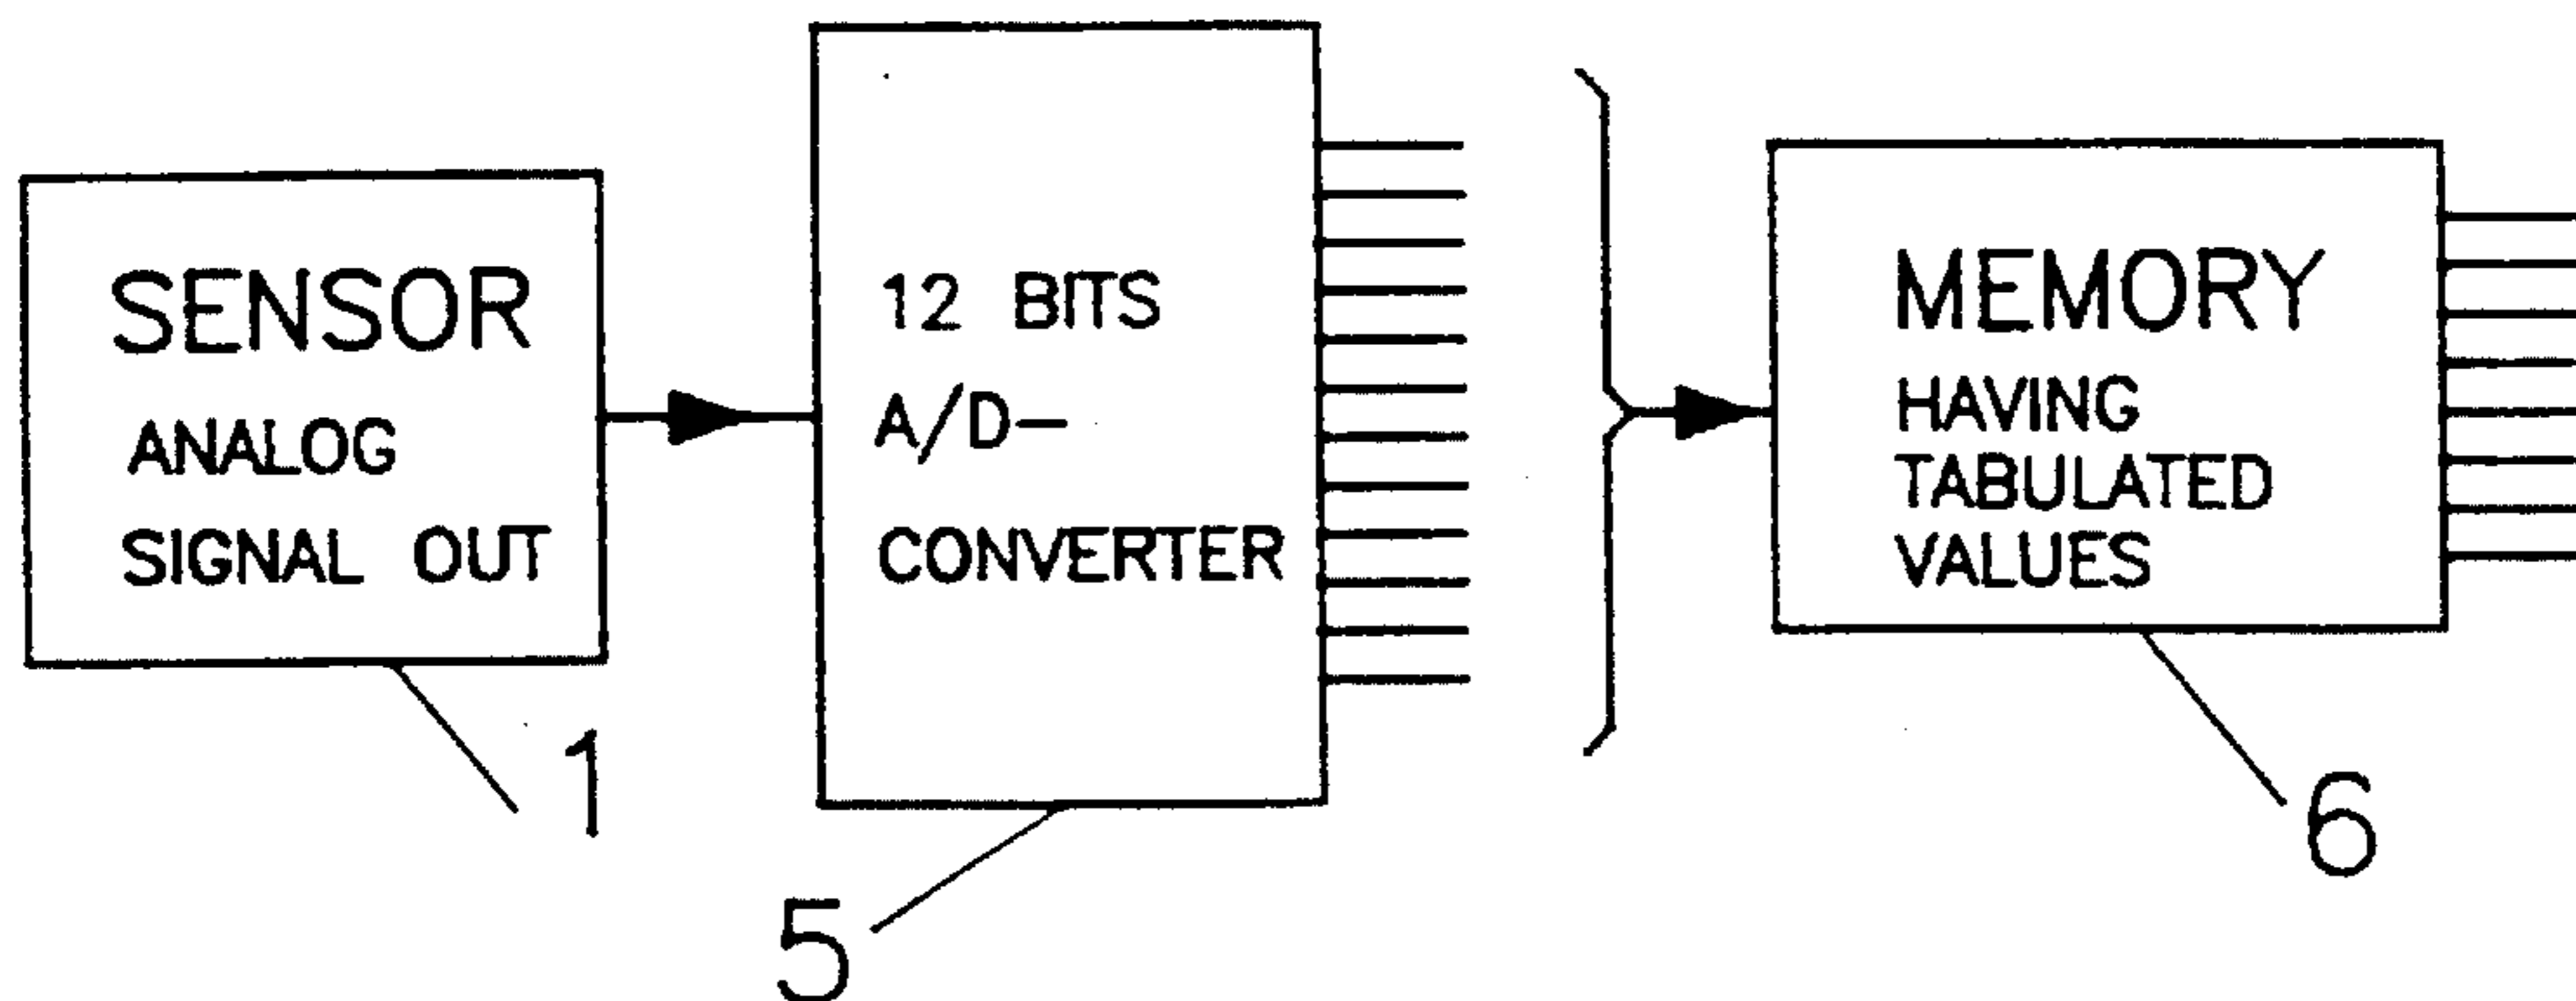 SENSOR
ANALOG
SIGNAL OUT
1
12 BITS
A/D-
CONVERTER
5
MEMORY
HAVING
TABULATED
VALUES
6